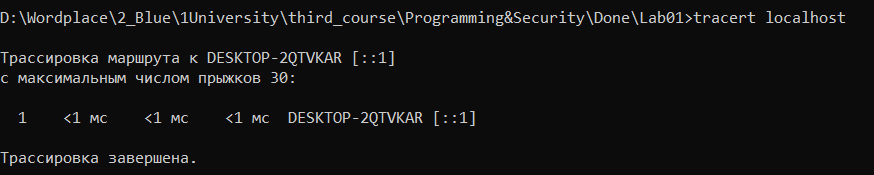 D:\Wordplace\2_Blue\1University\third_course\Programming&Security\Done\Lab01>tracert localhost
Трассировка маршрута к DESKTOP-2QTVKAR [::1]
с максимальным числом прыжков 30:
1 <1 мс <1 мс <1 мс DESKTOP-2QTVKAR [::1]
Трассировка завершена.